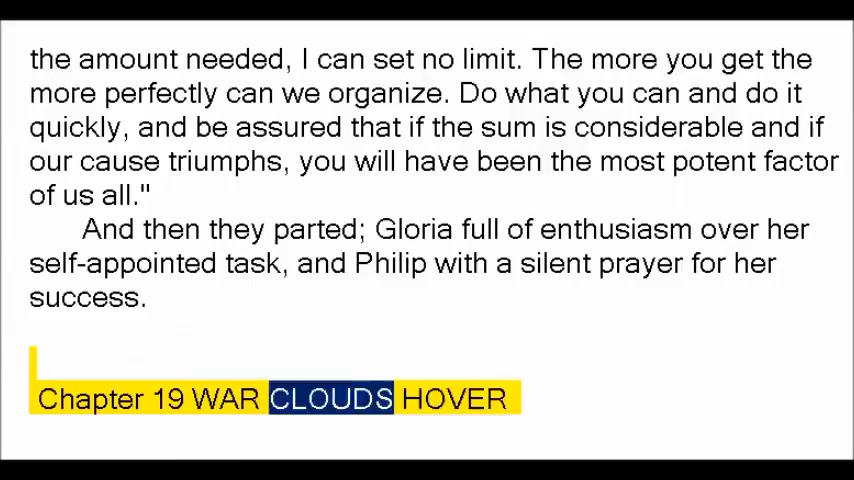 the amount needed, I can set no limit. The more you get the
more perfectly can we organize. Do what you can and do it
quickly, and be assured that if the sum is considerable and if
our cause triumphs, you will have been the most potent factor
of us all."
And then they parted; Gloria full of enthusiasm over her
self-appointed task, and Philip with a silent prayer for her
success.
Chapter 19 WAR CLOUDS HOVER